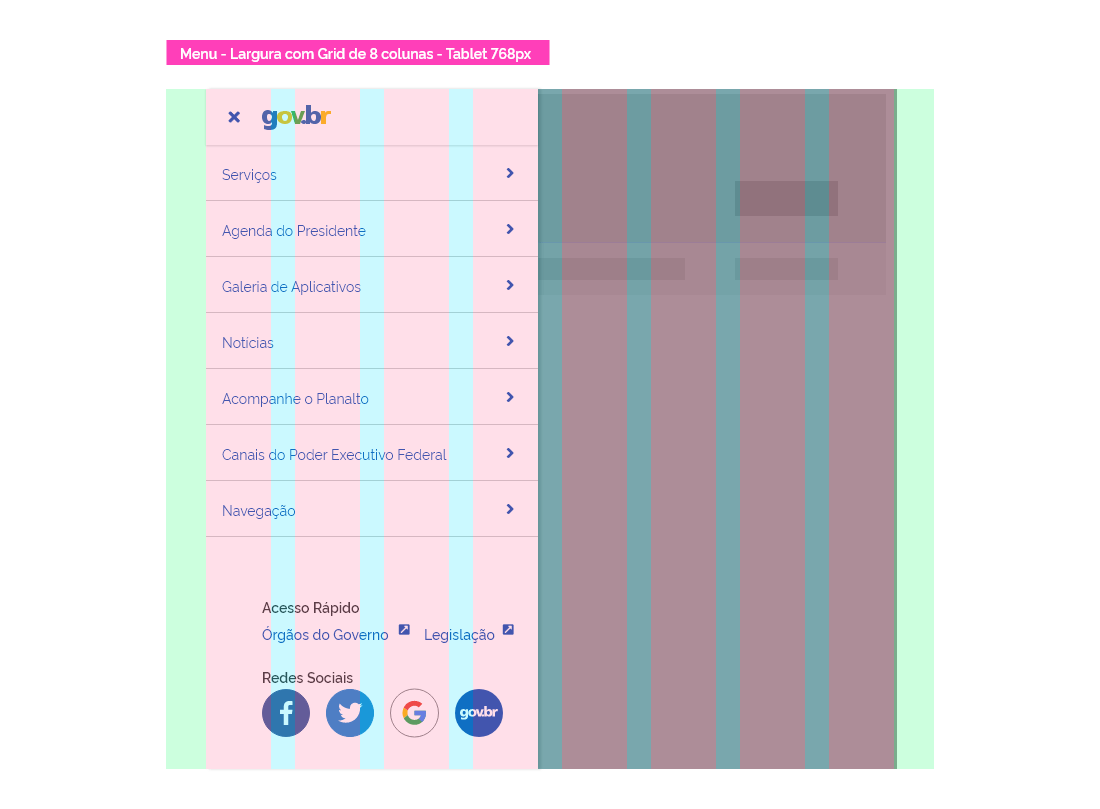 Menu - Largura com Grid de 8 colunas - Tablet 768px
gov.br
Serviços
Agenda do Presidente
Galeria de Aplicativos
Notícias
Acompanhe o Planalto
Canais do Poder Executivo Federal
Navegação
Acesso Rápido
Órgãos do Governo Legislação
Redes Sociais
f G gov.br